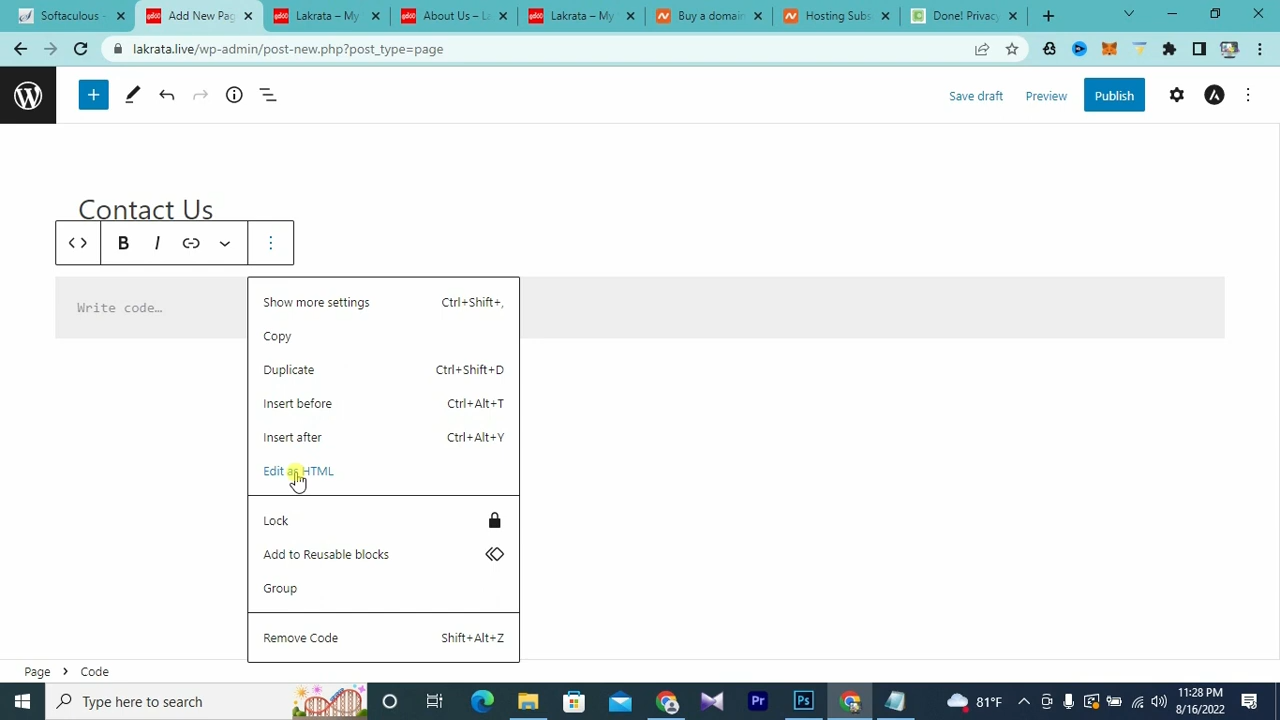 Softaculous -
Add New Pag
Lakrata – My
About Us – La
Lakrata – My
Buy a domain
Hosting Subs
Done! Privacy
lakrata.live/wp-admin/post-new.php?post_type=page
Save draft
Preview
Publish
Contact Us
B I
Write code…
Show more settings Ctrl+Shift+,
Copy
Duplicate Ctrl+Shift+D
Insert before Ctrl+Alt+T
Insert after Ctrl+Alt+Y
Edit as HTML
Lock
Add to Reusable blocks
Group
Remove Code Shift+Alt+Z
Page > Code
Type here to search
Pr
Ps
81°F
11:28 PM
8/16/2022